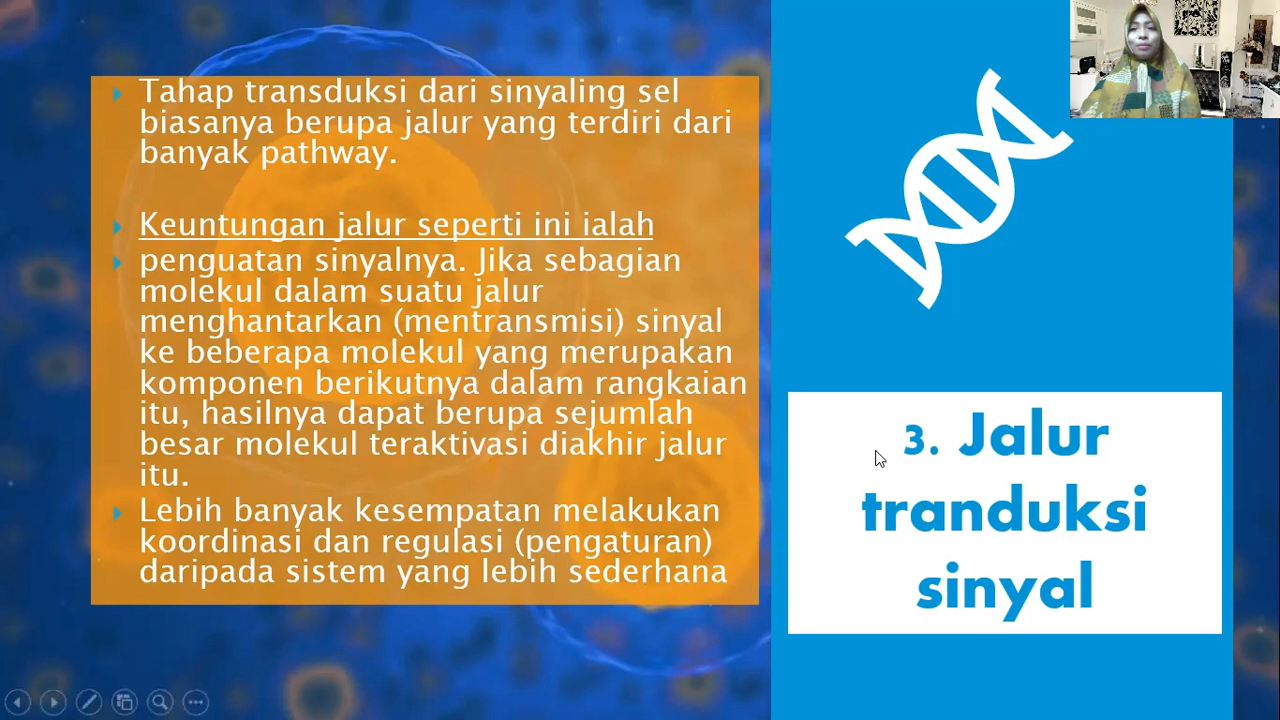 Tahap transduksi dari sinyaling sel
biasanya berupa jalur yang terdiri dari
banyak pathway.
Keuntungan jalur seperti ini ialah
penguatan sinyalnya. Jika sebagian
molekul dalam suatu jalur
menghantarkan (mentransmisi) sinyal
ke beberapa molekul yang merupakan
komponen berikutnya dalam rangkaian
itu, hasilnya dapat berupa sejumlah
besar molekul teraktivasi diakhir jalur
itu.
Lebih banyak kesempatan melakukan
koordinasi dan regulasi (pengaturan)
daripada sistem yang lebih sederhana
3. Jalur
tranduksi
sinyal